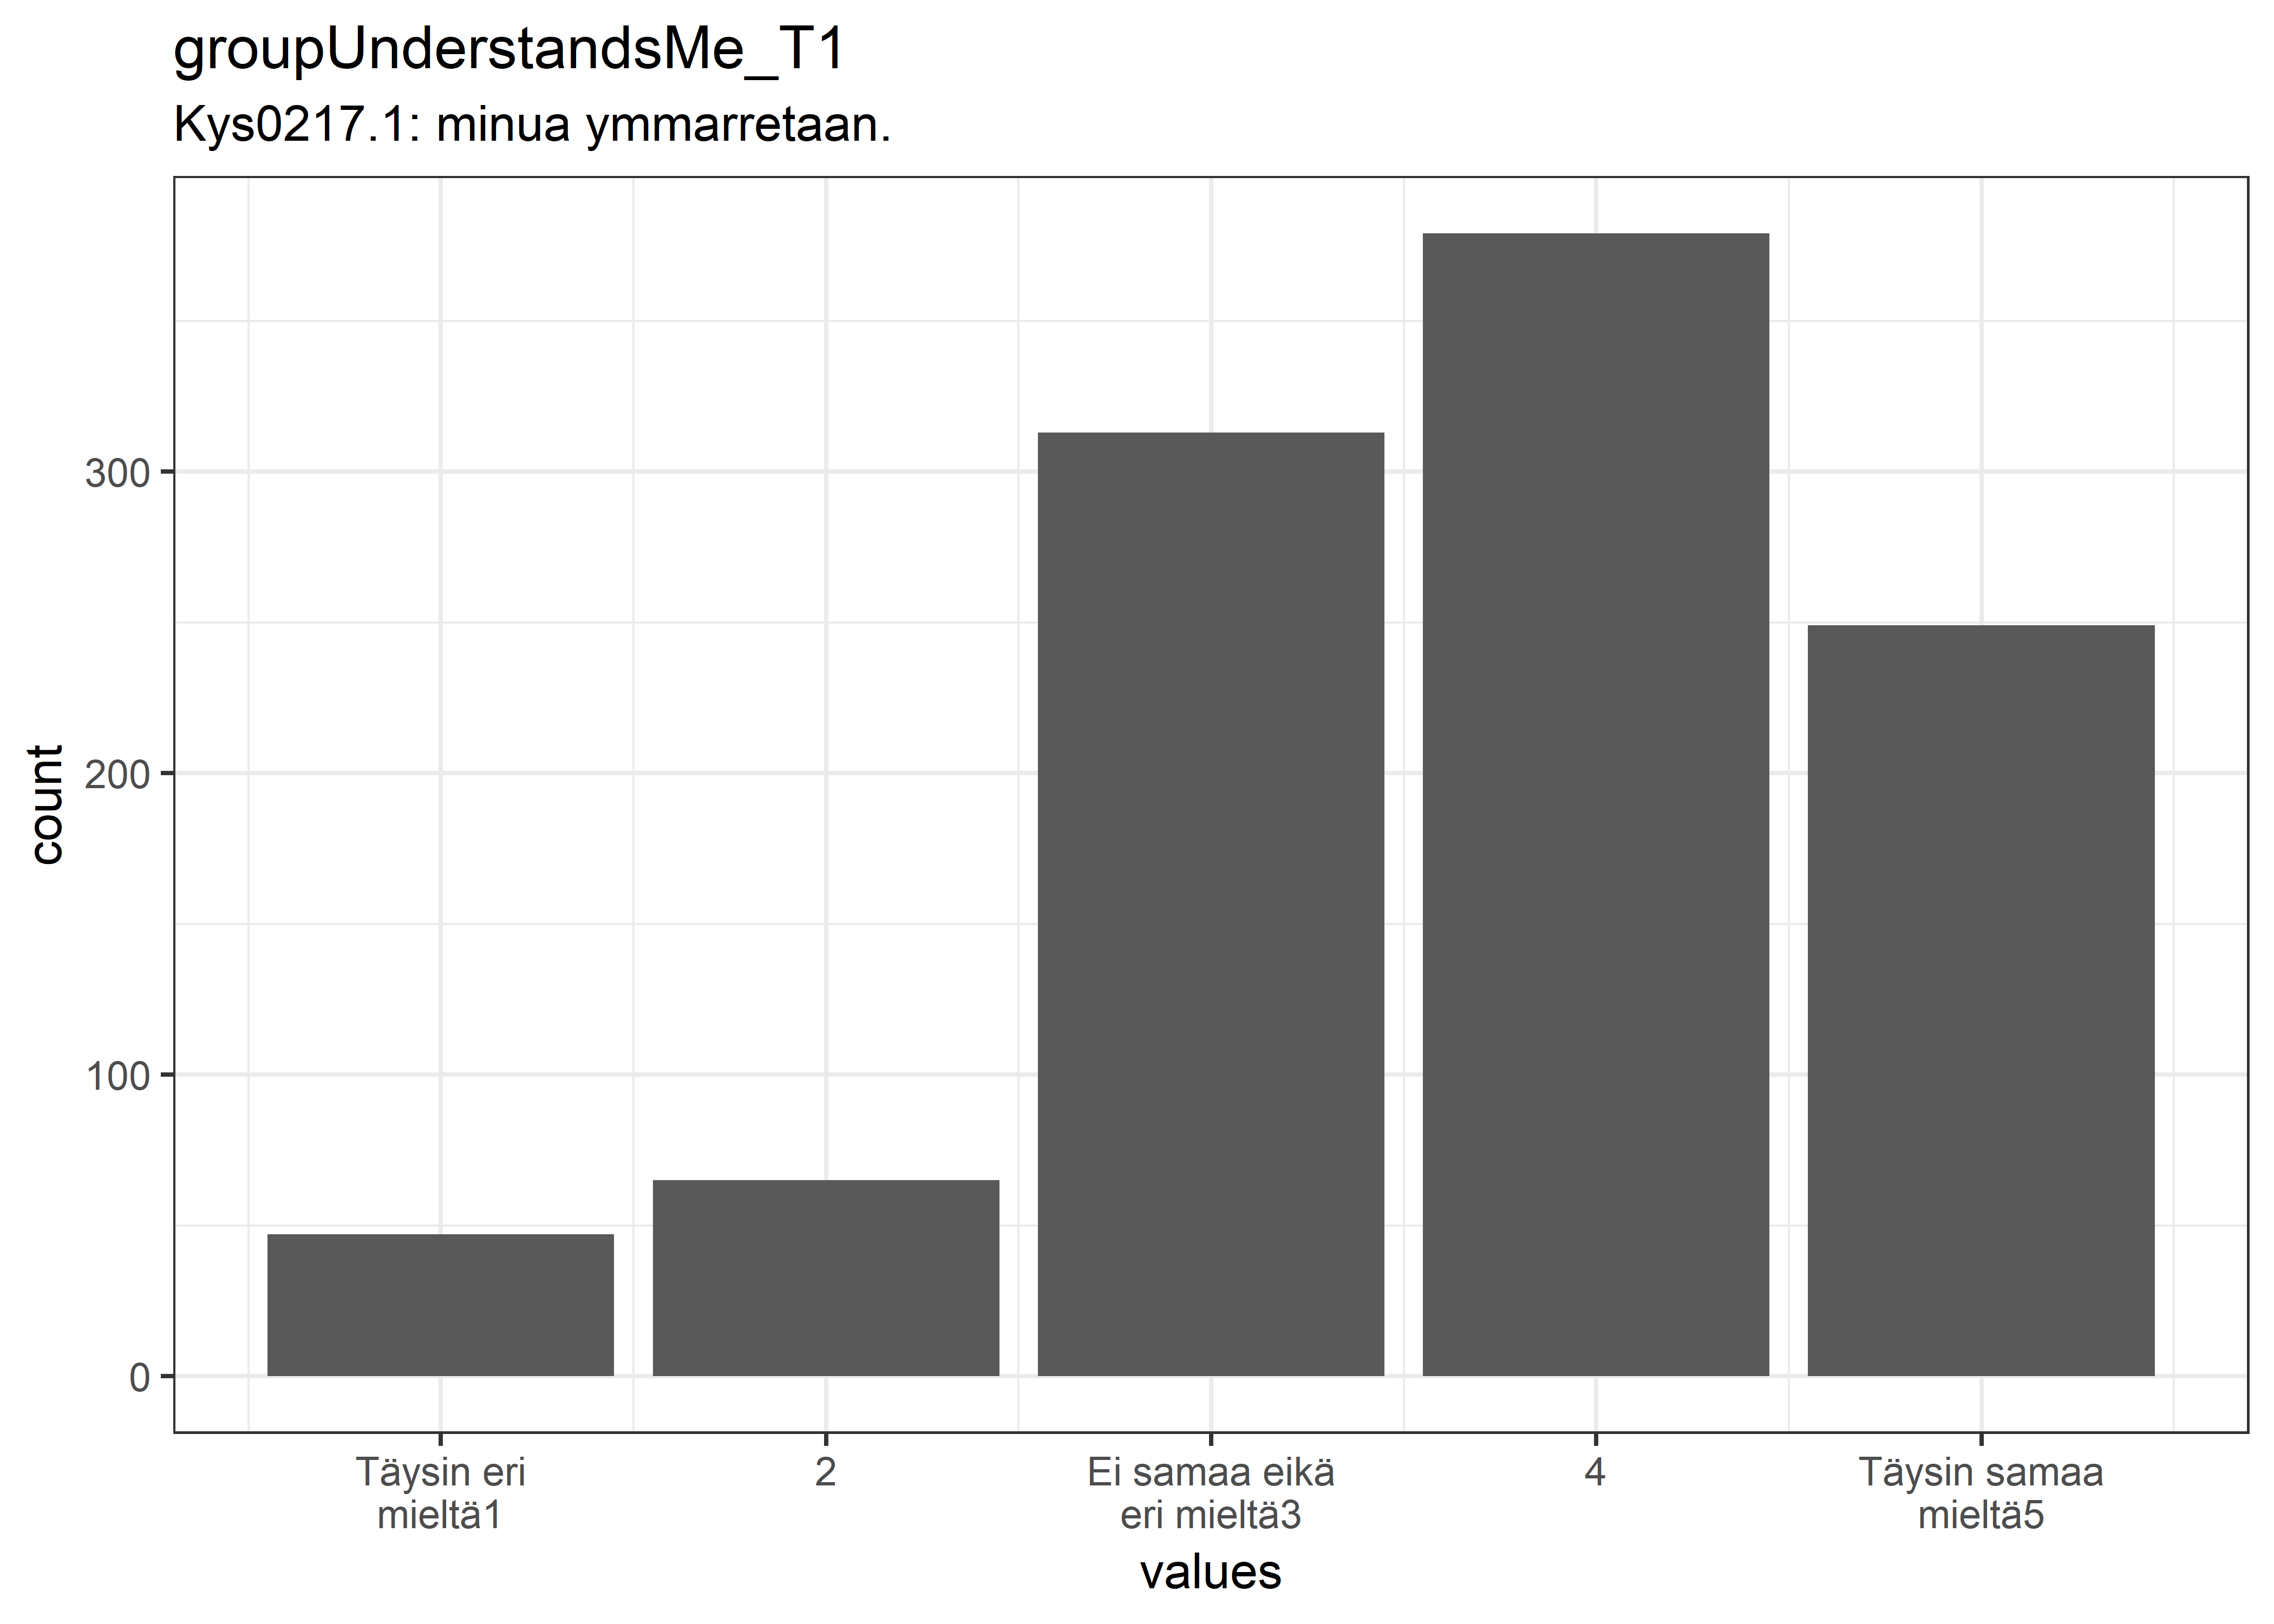 groupUnderstandsMe_T1
Kys0217.1: minua ymmarretaan.
count
300
200
100
0
Täysin eri
mieltä1
2
Ei samaa eikä
eri mieltä3
4
Täysin samaa
mieltä5
values